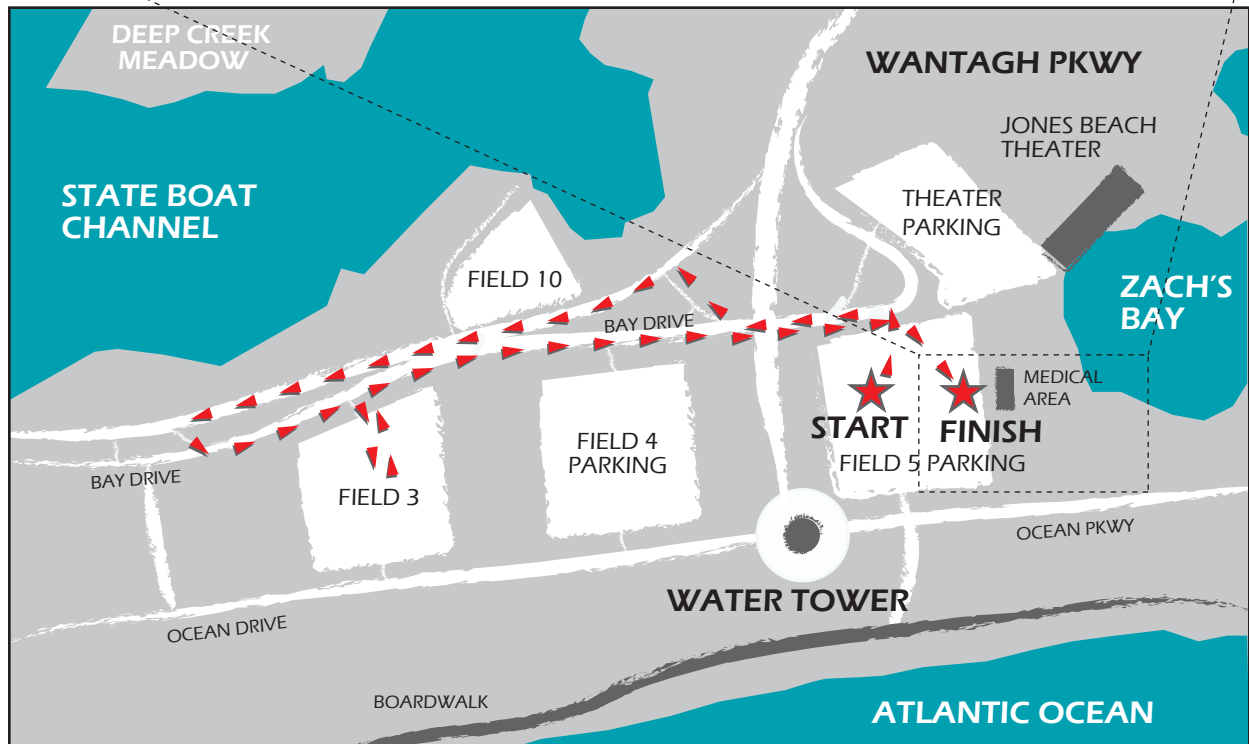 DEEP CREEK
MEADOW
WANTAGH PKWY
JONES BEACH
THEATER
STATE BOAT
CHANNEL
THEATER
PARKING
FIELD 10
ZACH'S
BAY
BAY DRIVE
MEDICAL
AREA
START
FINISH
FIELD 4
PARKING
FIELD 5 PARKING
BAY DRIVE
FIELD 3
OCEAN PKWY
WATER TOWER
OCEAN DRIVE
BOARDWALK
ATLANTIC OCEAN